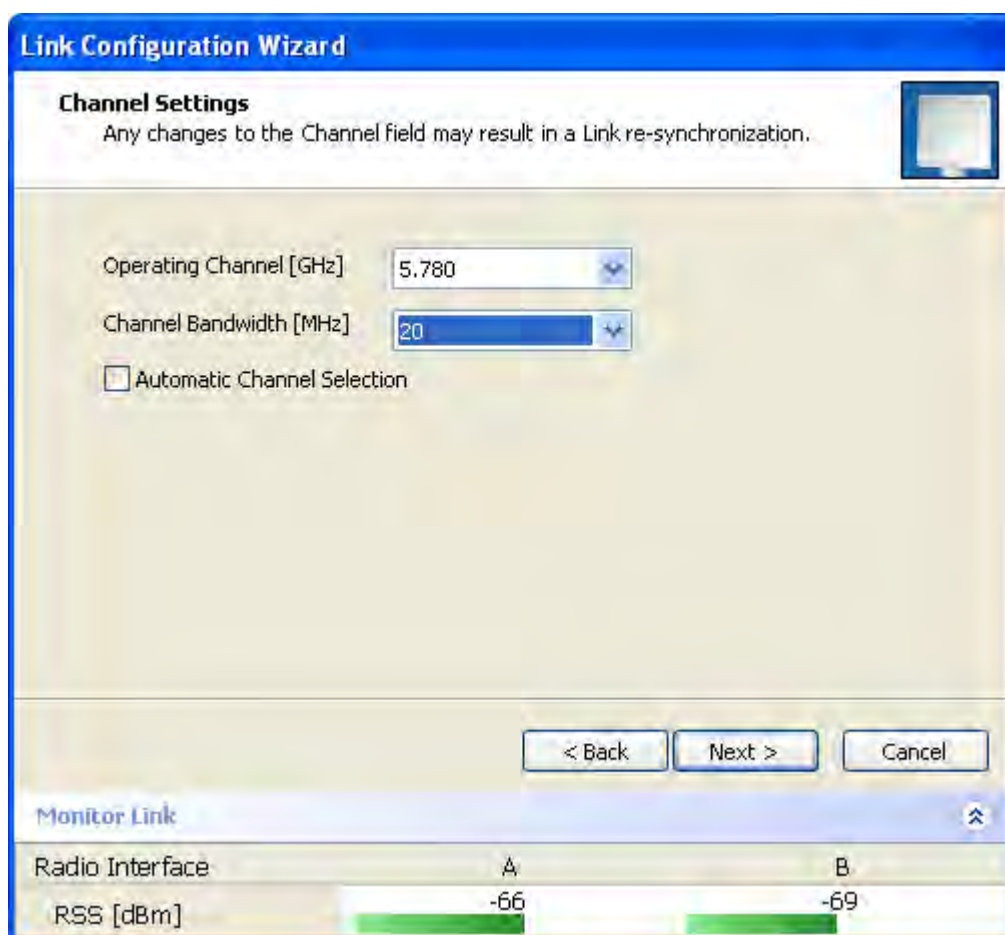 Link Configuration Wizard
Channel Settings
Any changes to the Channel field may result in a Link re-synchronization.
Operating Channel [GHz] 5.780
Channel Bandwidth [MHz] 20
Automatic Channel Selection
< Back Next > Cancel
Monitor Link
Radio Interface A B
RSS [dBm] -66 -69